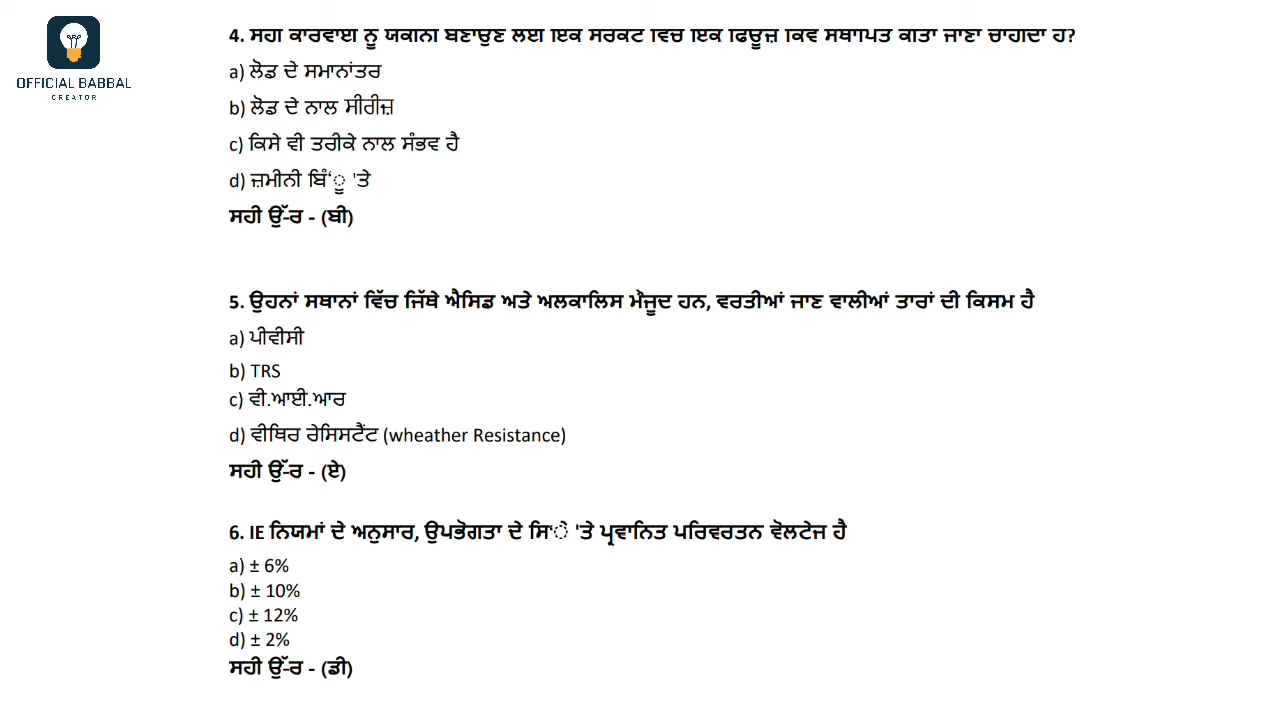 OFFICIAL BABBAL
CREATOR
4. ਸਹੀ ਕਾਰਵਾਈ ਨੂੰ ਯਕੀਨੀ ਬਣਾਉਣ ਲਈ ਇੱਕ ਸਰਕਟ ਵਿੱਚ ਇੱਕ ਫਿਊਜ਼ ਕਿਵੇਂ ਸਥਾਪਿਤ ਕੀਤਾ ਜਾਣਾ ਚਾਹੀਦਾ ਹੈ?
a) ਲੋਡ ਦੇ ਸਮਾਨਾਂਤਰ
b) ਲੋਡ ਦੇ ਨਾਲ ਸੀਰੀਜ਼
c) ਕਿਸੇ ਵੀ ਤਰੀਕੇ ਨਾਲ ਸੰਭਵ ਹੈ
d) ਜ਼ਮੀਨੀ 'ਤੇ
ਸਹੀ ਉੱਰ - (ਬੀ)
5. ਉਹਨਾਂ ਸਥਾਨਾਂ ਵਿੱਚ ਜਿੱਥੇ ਐਸਿਡ ਅਤੇ ਅਲਕਾਲਿਸ ਮੌਜੂਦ ਹਨ, ਵਰਤੀਆਂ ਜਾਣ ਵਾਲੀਆਂ ਤਾਰਾਂ ਦੀ ਕਿਸਮ ਹੈ
a) ਪੀਵੀਸੀ
b) TRS
c) ਵੀ.ਆਈ.ਆਰ
d) ਵੀਥਿਰ ਰੇਸਿਸਟੈਂਟ (wheather Resistance)
ਸਹੀ ਉੱਰ - (ਏ)
6. IE ਨਿਯਮਾਂ ਦੇ ਅਨੁਸਾਰ, ਉਪਭੋਗਤਾ ਦੇ 'ਤੇ ਪ੍ਰਵਾਨਿਤ ਪਰਿਵਰਤਨ ਵੋਲਟੇਜ ਹੈ
a) ± 6%
b) ± 10%
c) ± 12%
d) ± 2%
ਸਹੀ ਉੱਰ - (ਡੀ)